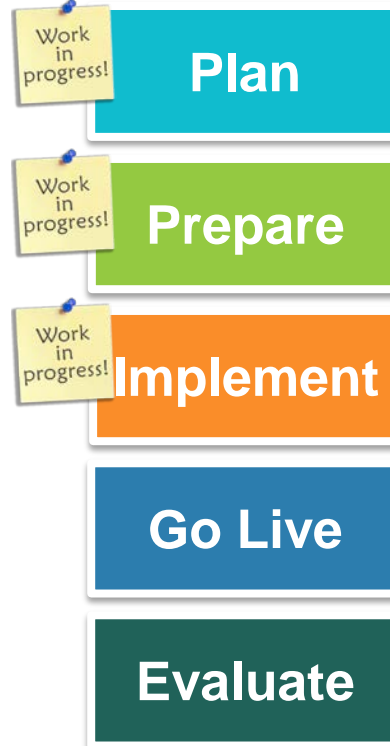 Work
in
progress!
Plan
Work
in
progress!
Prepare
Work
in
progress!
Implement
Go Live
Evaluate